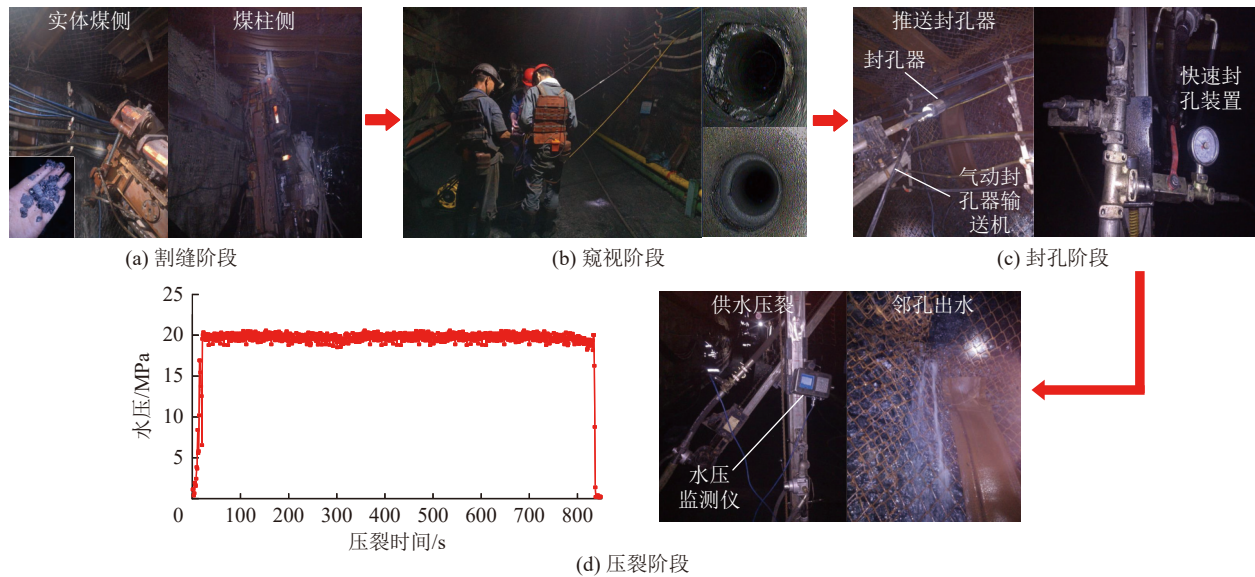 实体煤侧
煤柱侧
(a) 割缝阶段
(b) 窥视阶段
推送封孔器
封孔器
气动封
孔器输
送机
快速封
孔装置
(c) 封孔阶段
25
20
15
10
5
0
100
200
300
400
500
600
700
800
水压/MPa
压裂时间/s
供水压裂
邻孔出水
水压
监测仪
(d) 压裂阶段